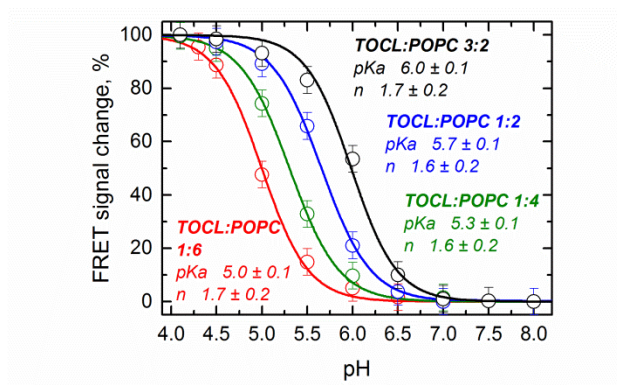 TOCL:POPC 3:2
pKa 6.0 ± 0.1
n 1.7 ± 0.2
TOCL:POPC 1:2
pKa 5.7 ± 0.1
n 1.6 ± 0.2
TOCL:POPC 1:4
pKa 5.3 ± 0.1
n 1.6 ± 0.2
TOCL:POPC
1:6
pKa 5.0 ± 0.1
n 1.7 ± 0.2
FRET signal change, %
100
80
60
40
20
0
4.0 4.5 5.0 5.5 6.0 6.5 7.0 7.5 8.0
pH